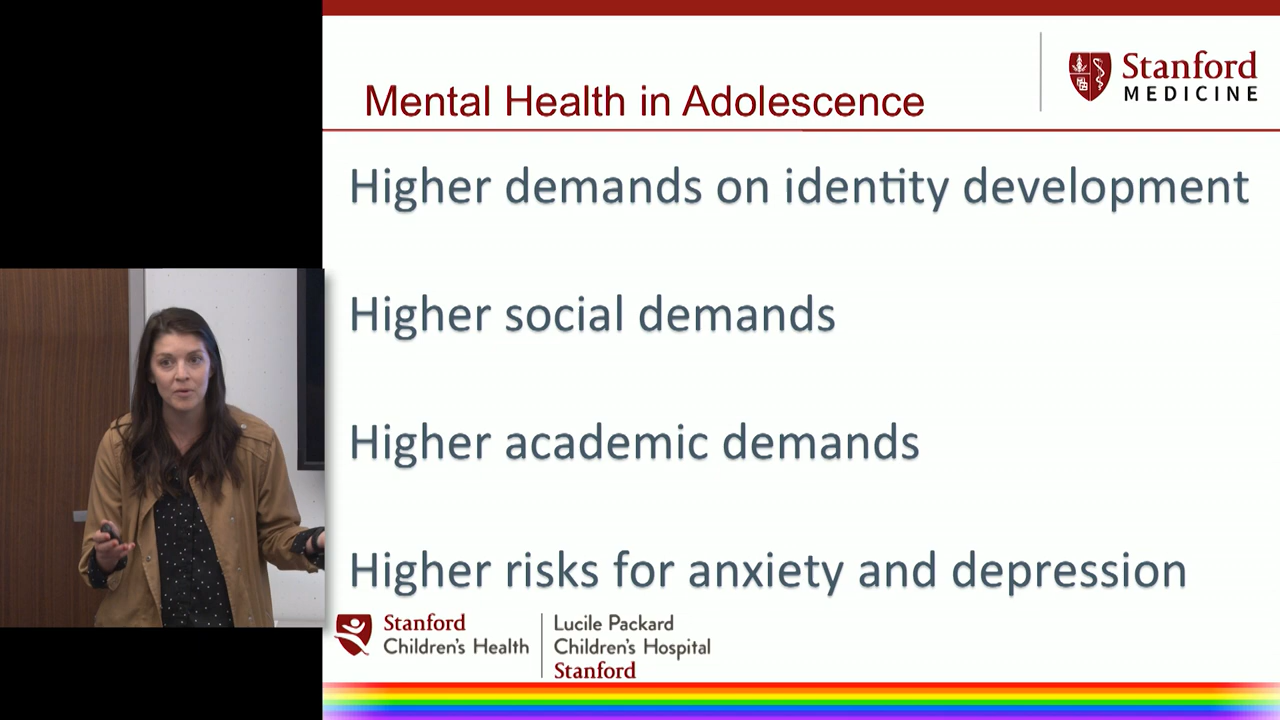 Stanford
MEDICINE
Mental Health in Adolescence
Higher demands on identity development
Higher social demands
Higher academic demands
Higher risks for anxiety and depression
Stanford
Children's Health
Lucile Packard
Children's Hospital
Stanford